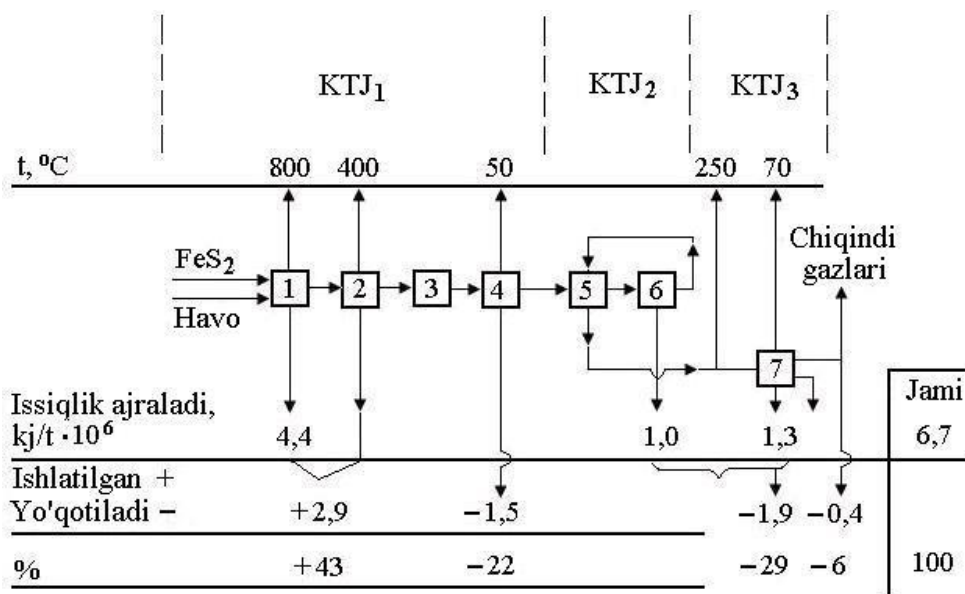 KTJ₁ KTJ₂ KTJ₃
t, ⁰C 800 400 50 250 70
Chiqindi
gazlari
FeS₂
Havo
1 2 3 4 5 6
7
Jami
Issiqlik ajraladi,
kj/t ·10⁶ 4,4 1,0 1,3 6,7
Ishlatilgan +
Yo'qotiladi − +2,9 −1,5 −1,9 −0,4
% +43 −22 −29 −6 100